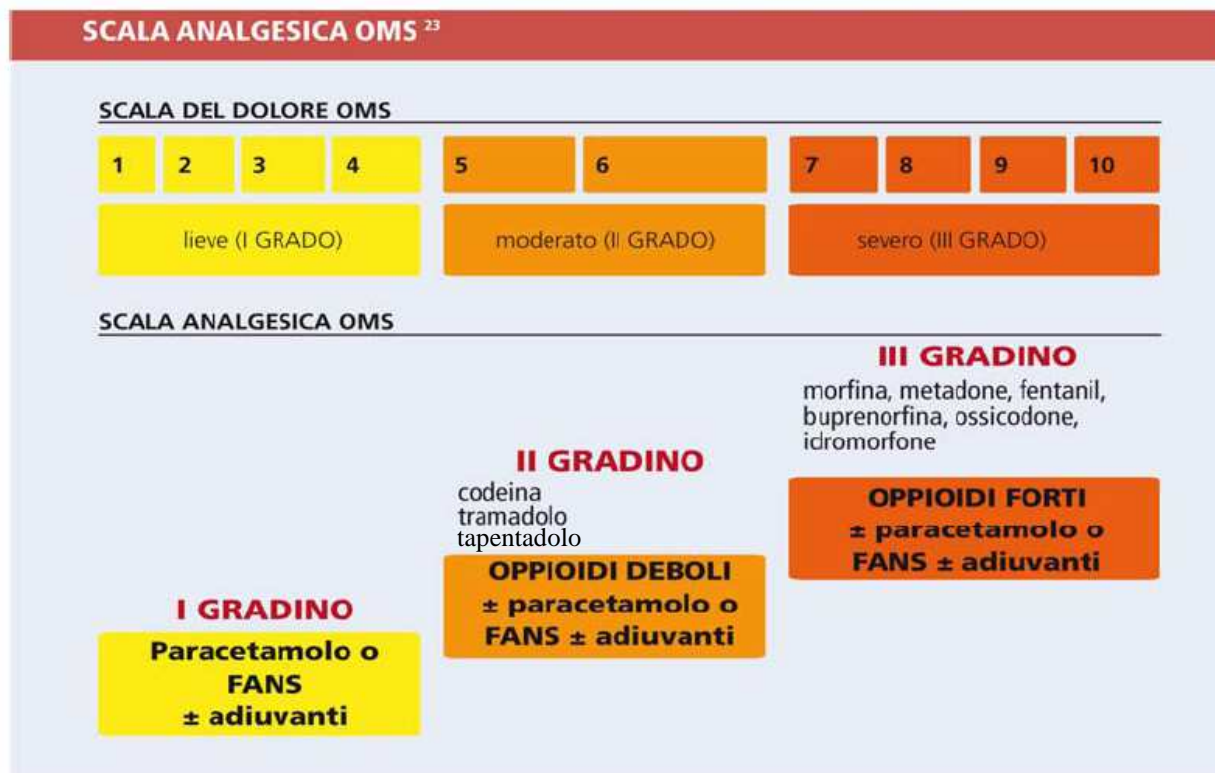 SCALA ANALGESICA OMS 23
SCALA DEL DOLORE OMS
1 2 3 4 5 6 7 8 9 10
lieve (I GRADO)
moderato (II GRADO)
severo (III GRADO)
SCALA ANALGESICA OMS
III GRADINO
morfina, metadone, fentanil,
buprenorfina, ossicodone,
idromorfone
OPPIOIDI FORTI
± paracetamolo o
FANS ± adiuvanti
II GRADINO
codeina
tramadolo
tapentadolo
OPPIOIDI DEBOLI
± paracetamolo o
FANS ± adiuvanti
I GRADINO
Paracetamolo o
FANS
± adiuvanti